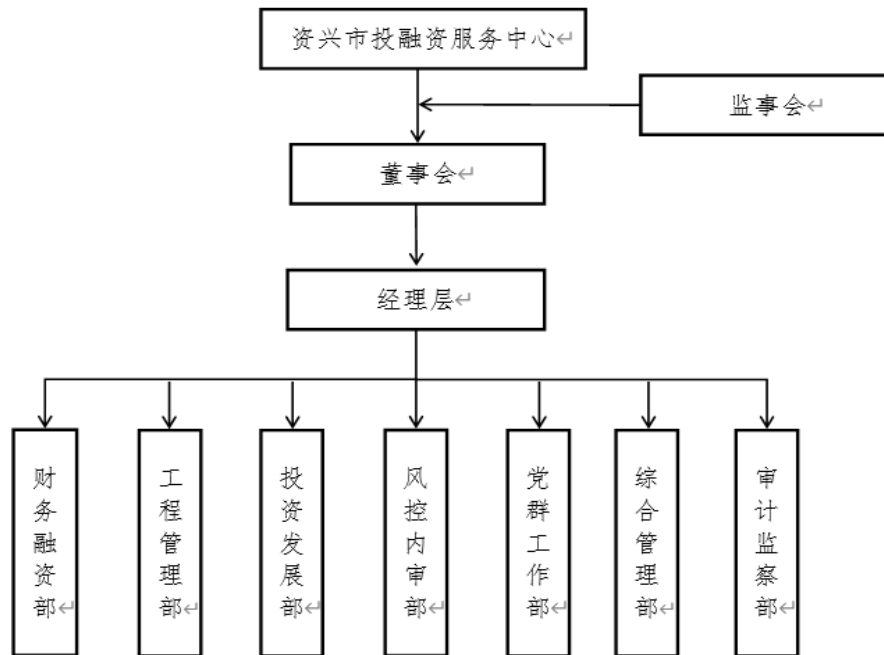 资兴市投融资服务中心
监事会
董事会
经理层
财务融资部
工程管理部
投资发展部
风控内审部
党群工作部
综合管理部
审计监察部